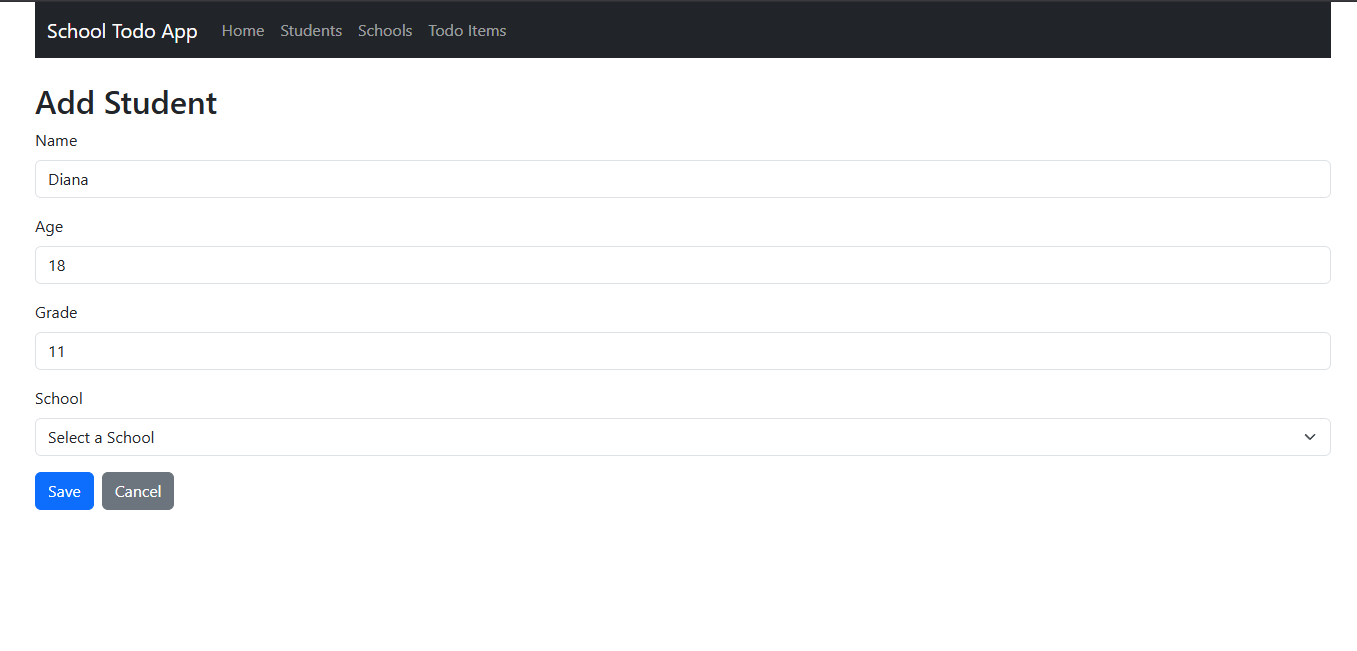 School Todo App Home Students Schools Todo Items
Add Student
Name
Diana
Age
18
Grade
11
School
Select a School
Save Cancel